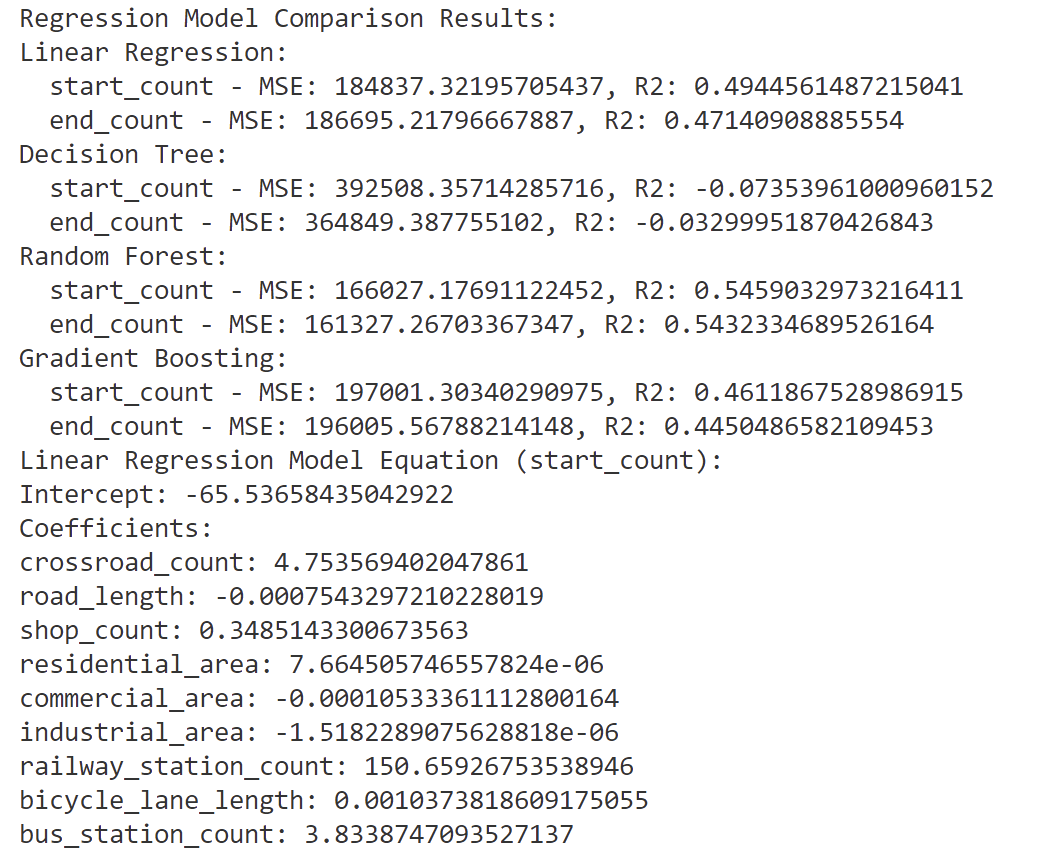 Regression Model Comparison Results:
Linear Regression:
  start_count - MSE: 184837.32195705437, R2: 0.4944561487215041
  end_count - MSE: 186695.21796667887, R2: 0.47140908885554
Decision Tree:
  start_count - MSE: 392508.35714285716, R2: -0.07353961000960152
  end_count - MSE: 364849.387755102, R2: -0.03299951870426843
Random Forest:
  start_count - MSE: 166027.17691122452, R2: 0.5459032973216411
  end_count - MSE: 161327.26703367347, R2: 0.5432334689526164
Gradient Boosting:
  start_count - MSE: 197001.30340290975, R2: 0.4611867528986915
  end_count - MSE: 196005.56788214148, R2: 0.4450486582109453
Linear Regression Model Equation (start_count):
Intercept: -65.53658435042922
Coefficients:
crossroad_count: 4.753569402047861
road_length: -0.0007543297210228019
shop_count: 0.3485143300673563
residential_area: 7.664505746557824e-06
commercial_area: -0.00010533361112800164
industrial_area: -1.5182289075628818e-06
railway_station_count: 150.65926753538946
bicycle_lane_length: 0.0010373818609175055
bus_station_count: 3.8338747093527137